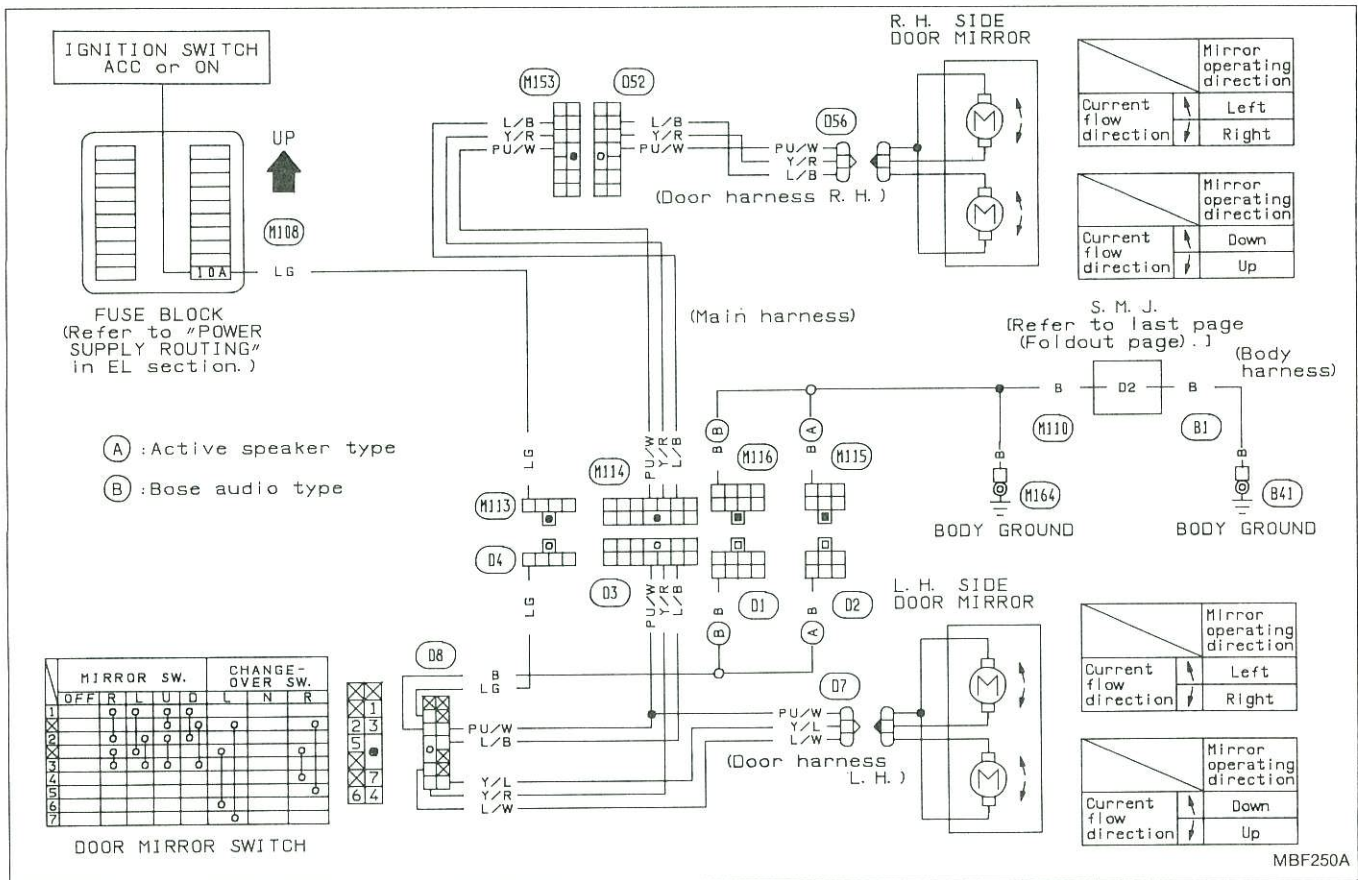 IGNITION SWITCH
ACC or ON
UP
M108
10A
LG
FUSE BLOCK
(Refer to "POWER
SUPPLY ROUTING"
in EL section.)
A :Active speaker type
B :Bose audio type
M153
D52
L/B
Y/R
PU/W
L/B
Y/R
PU/W
D56
PU/W
Y/R
L/B
(Door harness R. H.)
R. H. SIDE
DOOR MIRROR
M
M
Mirror
operating
direction
Current
flow
direction
Left
Right
Mirror
operating
direction
Current
flow
direction
Down
Up
(Main harness)
S. M. J.
[Refer to last page
(Foldout page).]
(Body
harness)
B
D2
B
M110
B1
B
M164
BODY GROUND
B
B41
BODY GROUND
LG
M113
D4
LG
PU/W
Y/R
L/B
M114
D3
PU/W
Y/R
L/B
B
B
M116
D1
B
B
A
B
M115
D2
B
A
L. H. SIDE
DOOR MIRROR
M
M
Mirror
operating
direction
Current
flow
direction
Left
Right
Mirror
operating
direction
Current
flow
direction
Down
Up
D7
PU/W
Y/L
L/W
(Door harness
L. H.)
D8
B
LG
PU/W
L/B
Y/L
Y/R
L/W
1
2 3
5
7
6 4
MIRROR SW.
CHANGE-
OVER SW.
OFF R L U D L N R
1
2
3
4
5
6
7
DOOR MIRROR SWITCH
MBF250A